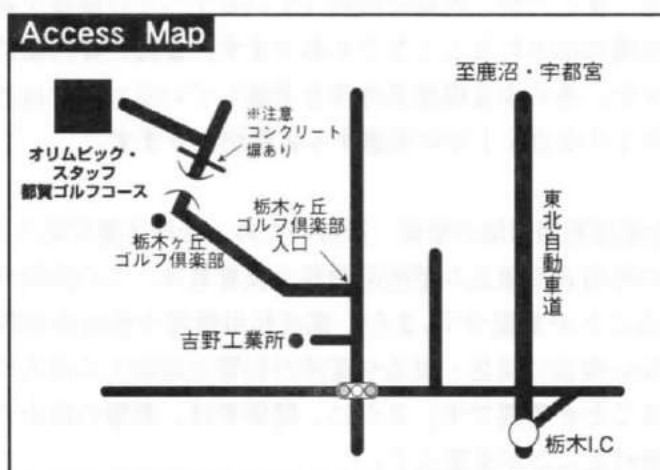 Access Map
至鹿沼・宇都宮
※注意
コンクリート
塀あり
オリムピック・
スタッフ
都賀ゴルフコース
栃木ヶ丘
ゴルフ倶楽部
入口
栃木ヶ丘
ゴルフ倶楽部
東北自動車道
吉野工業所
栃木I.C